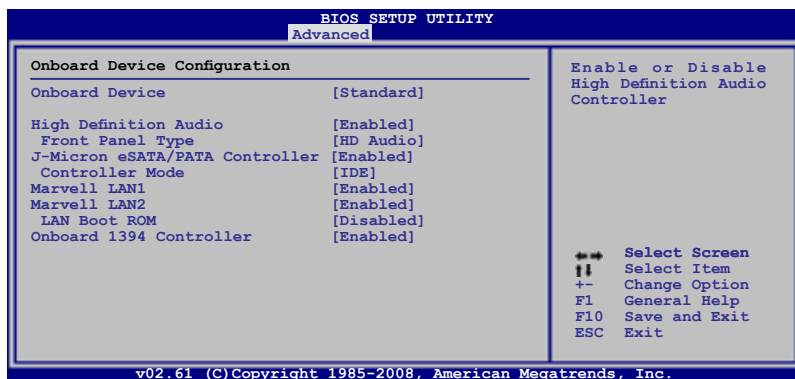 BIOS SETUP UTILITY
Advanced
Onboard Device Configuration
Onboard Device [Standard]
High Definition Audio [Enabled]
Front Panel Type [HD Audio]
J-Micron eSATA/PATA Controller [Enabled]
Controller Mode [IDE]
Marvell LAN1 [Enabled]
Marvell LAN2 [Enabled]
LAN Boot ROM [Disabled]
Onboard 1394 Controller [Enabled]
Enable or Disable
High Definition Audio
Controller
←→ Select Screen
↑↓ Select Item
+- Change Option
F1 General Help
F10 Save and Exit
ESC Exit
v02.61 (C)Copyright 1985-2008, American Megatrends, Inc.